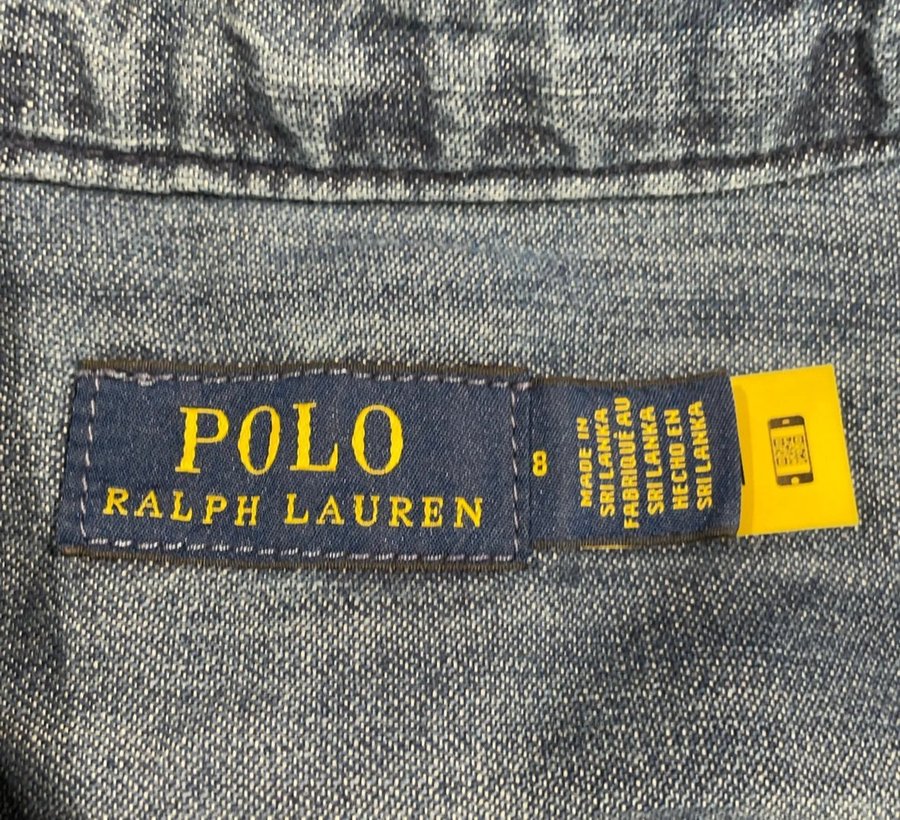 POLO
RALPH LAUREN
8
MADE IN
SRI LANKA
FABRIQUÉ AU
SRI LANKA
HECHO EN
SRI LANKA